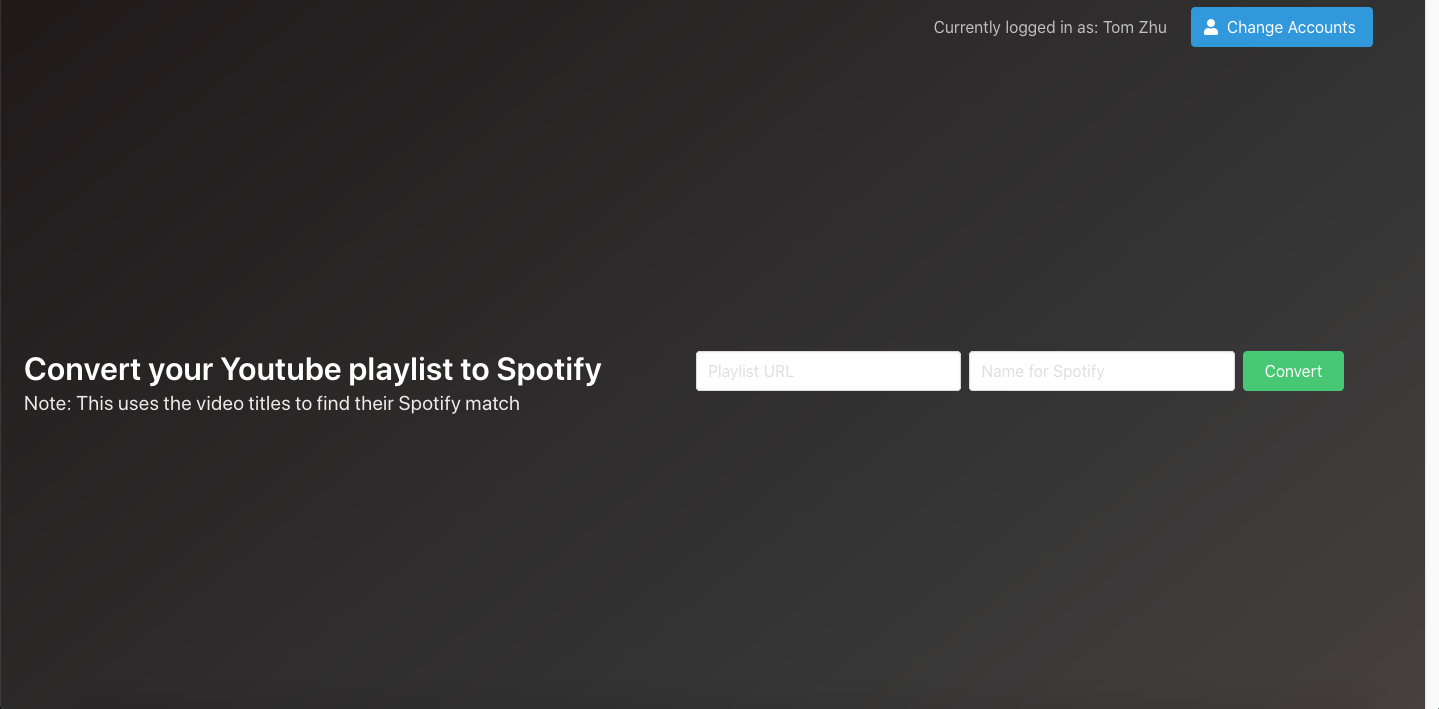 Currently logged in as: Tom Zhu
Change Accounts
Convert your Youtube playlist to Spotify
Note: This uses the video titles to find their Spotify match
Playlist URL
Name for Spotify
Convert